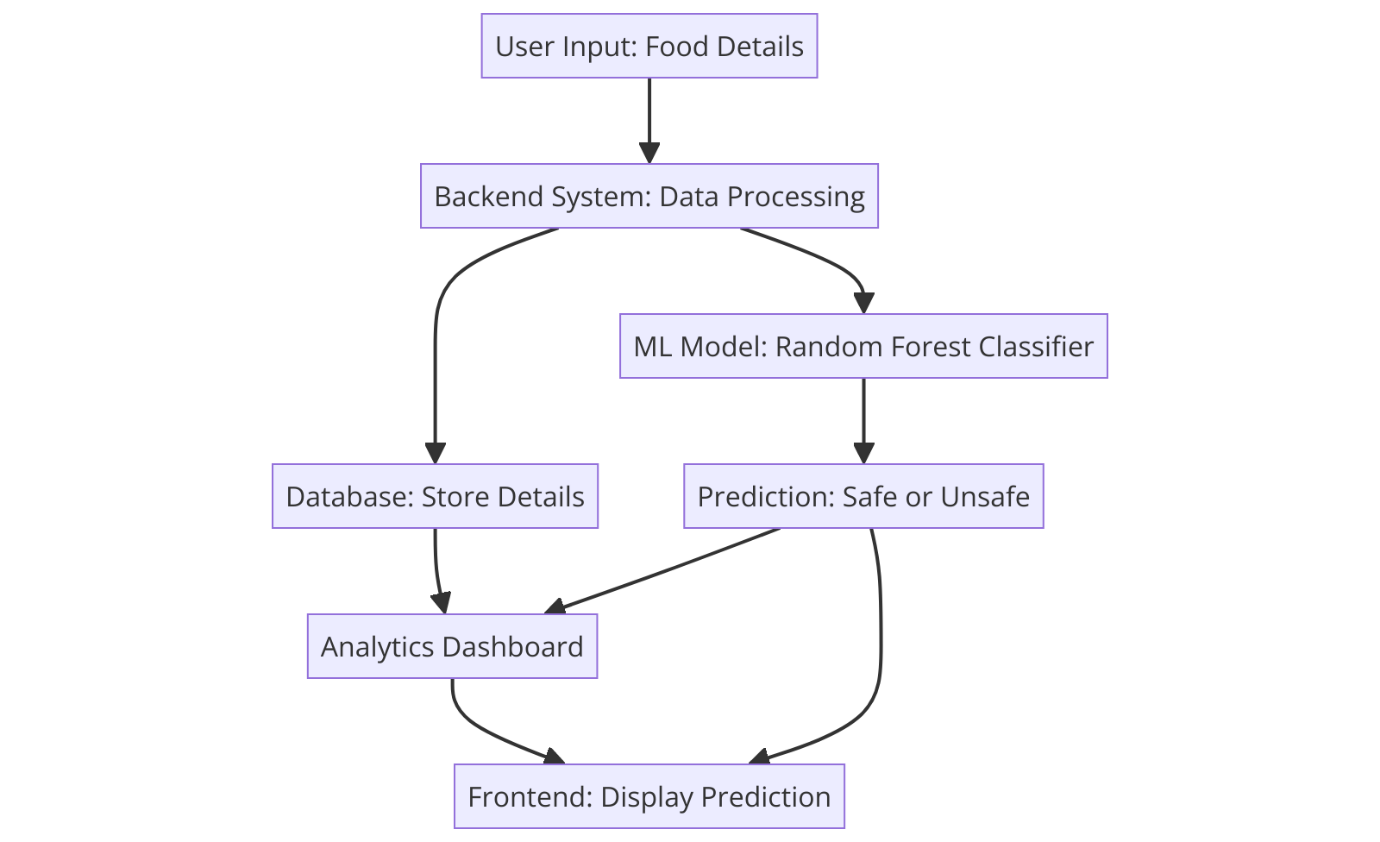 User Input: Food Details
Backend System: Data Processing
ML Model: Random Forest Classifier
Database: Store Details
Prediction: Safe or Unsafe
Analytics Dashboard
Frontend: Display Prediction